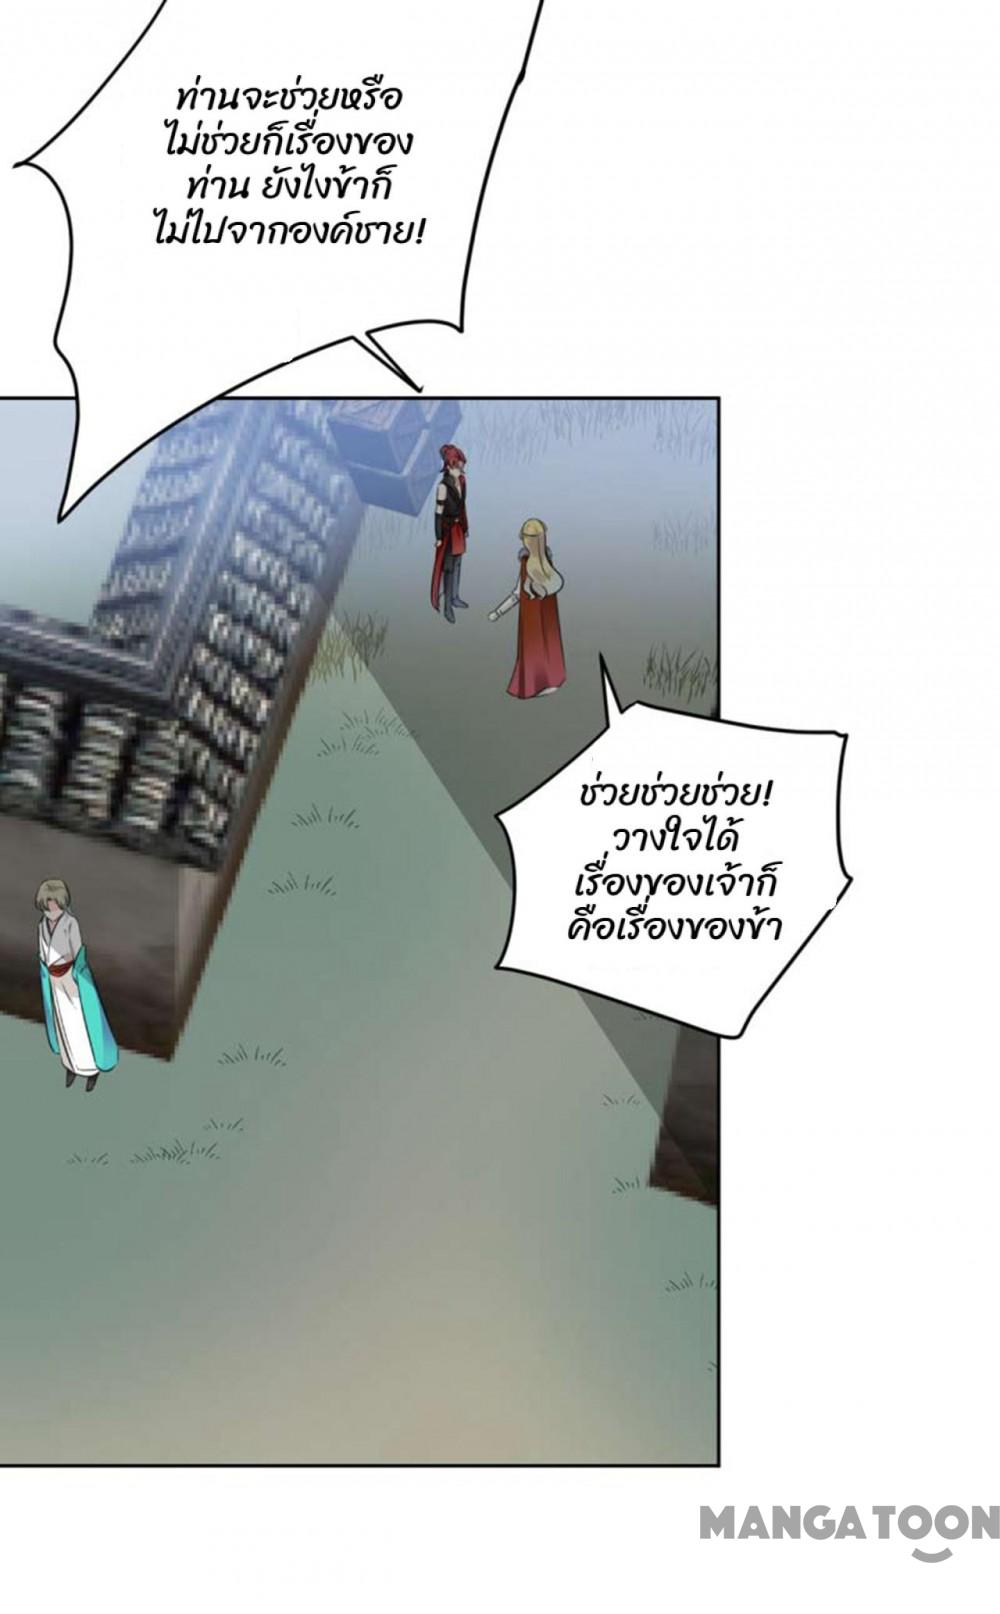 ท่านจะช่วยหรือ
ไม่ช่วยก็เรื่องของ
ท่าน ยังไงข้าก็
ไม่ไปจากองค์ชาย!
ช่วยช่วยช่วย!
วางใจได้
เรื่องของเจ้าก็
คือเรื่องของข้า
MANGATOON